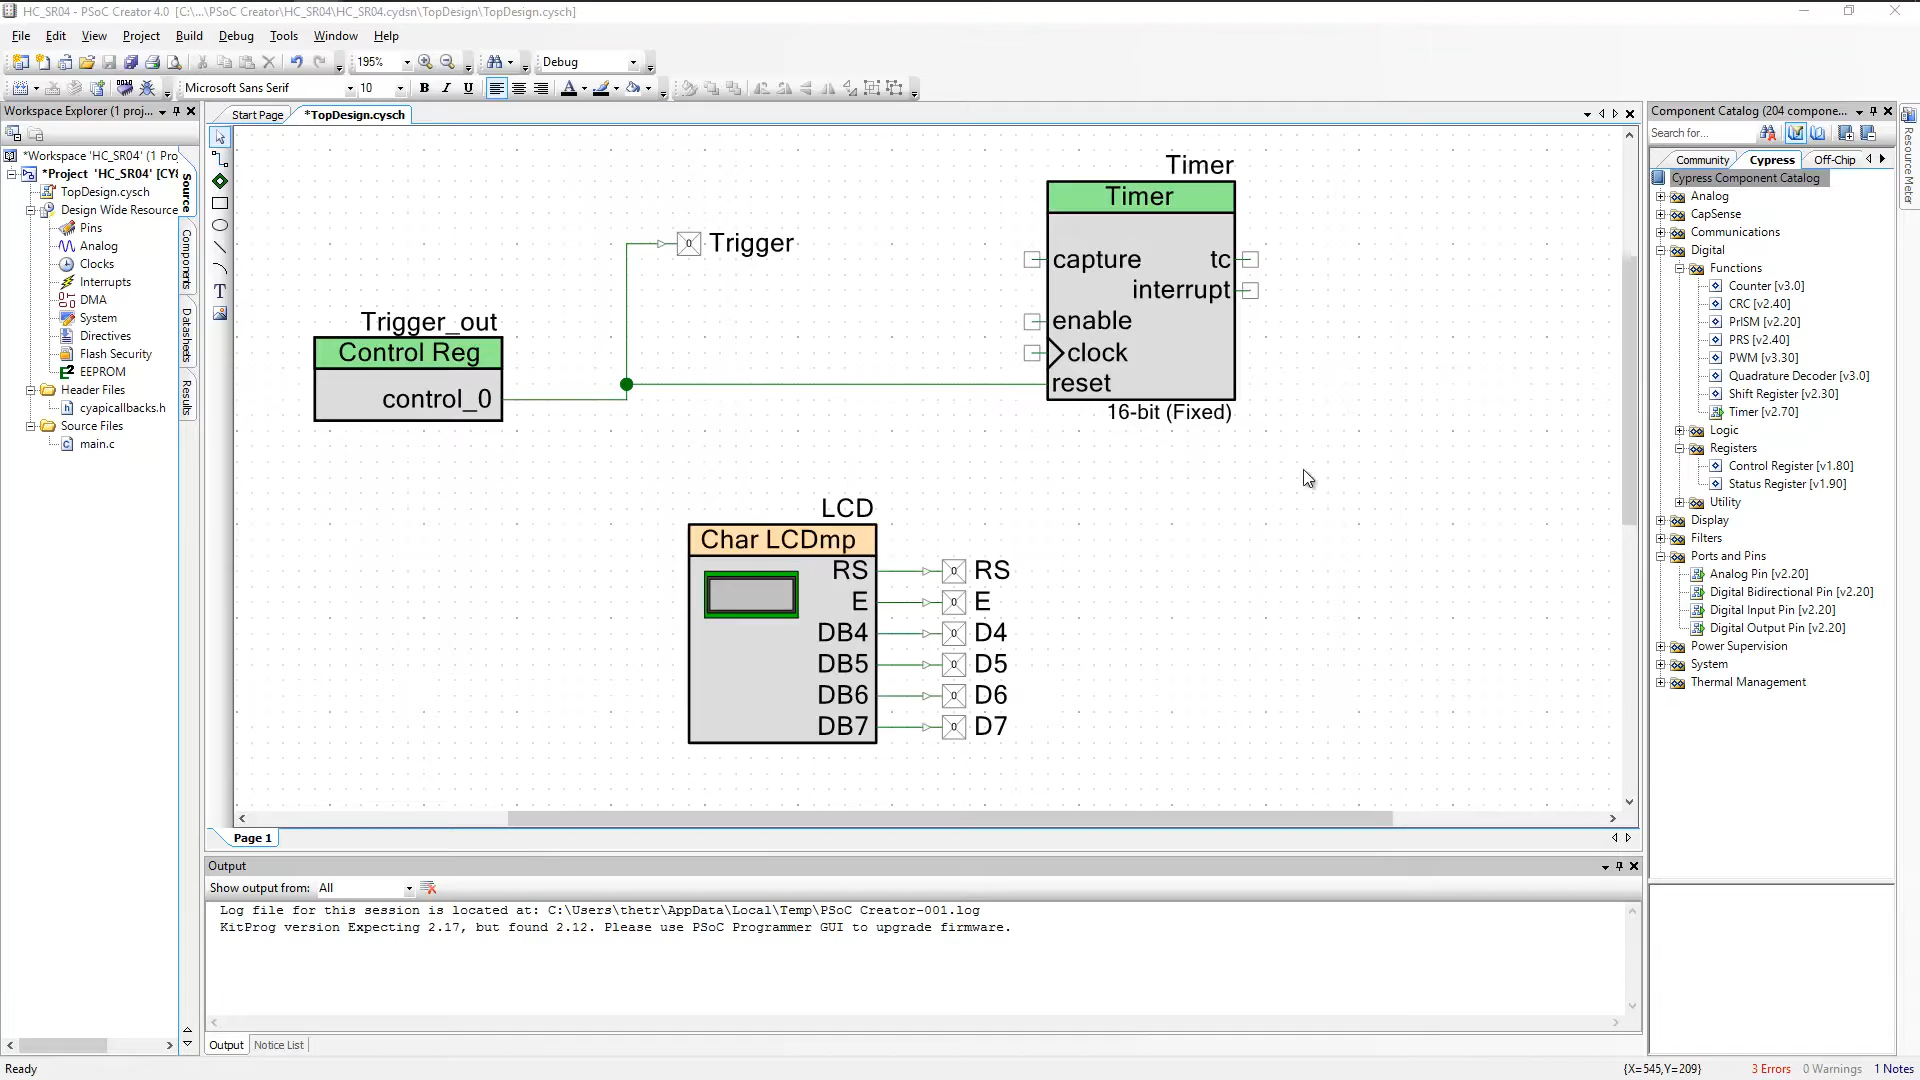 HC_SR04 - PSoC Creator 4.0 [C:\...\PSoC Creator\HC_SR04\HC_SR04.cydsn\TopDesign\TopDesign.cysch]
File Edit View Project Build Debug Tools Window Help
195% Debug
Microsoft Sans Serif 10 B I U A
Workspace Explorer (1 proj...
*Workspace 'HC_SR04' (1 Pro
*Project 'HC_SR04' [CY8
TopDesign.cysch
Design Wide Resource
Pins
Analog
Clocks
Interrupts
DMA
System
Directives
Flash Security
EEPROM
Header Files
cyapicallbacks.h
Source Files
main.c
Source
Components
Datasheets
Results
Start Page *TopDesign.cysch
T
Timer
Timer
capture tc
interrupt
enable
clock
reset
16-bit (Fixed)
0 Trigger
Trigger_out
Control Reg
control_0
LCD
Char LCDmp
RS 0 RS
E 0 E
DB4 0 D4
DB5 0 D5
DB6 0 D6
DB7 0 D7
Page 1
Output
Show output from: All
Log file for this session is located at: C:\Users\thetr\AppData\Local\Temp\PSoC Creator-001.log
KitProg version Expecting 2.17, but found 2.12. Please use PSoC Programmer GUI to upgrade firmware.
Output Notice List
Component Catalog (204 compone...
Search for...
Community Cypress Off-Chip
Cypress Component Catalog
Analog
CapSense
Communications
Digital
Functions
Counter [v3.0]
CRC [v2.40]
PrISM [v2.20]
PRS [v2.40]
PWM [v3.30]
Quadrature Decoder [v3.0]
Shift Register [v2.30]
Timer [v2.70]
Logic
Registers
Control Register [v1.80]
Status Register [v1.90]
Utility
Display
Filters
Ports and Pins
Analog Pin [v2.20]
Digital Bidirectional Pin [v2.20]
Digital Input Pin [v2.20]
Digital Output Pin [v2.20]
Power Supervision
System
Thermal Management
Resource Meter
Ready {X=545,Y=209} 3 Errors 0 Warnings 1 Notes